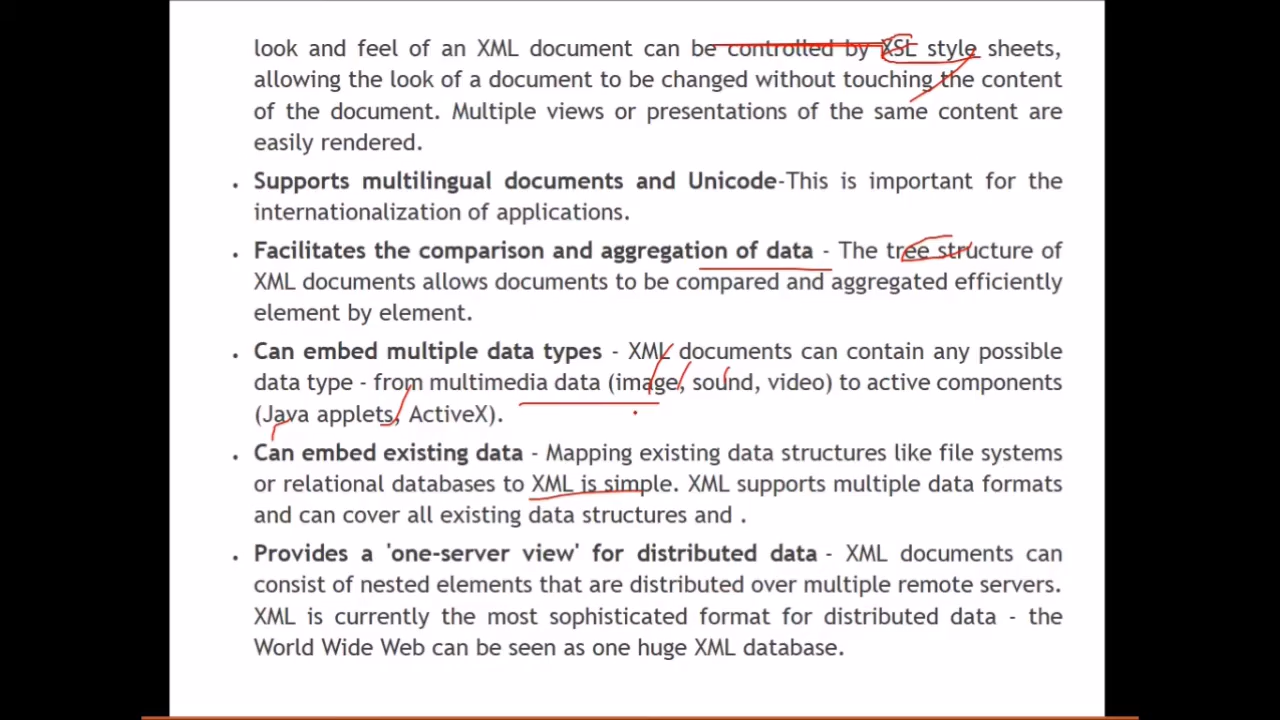 look and feel of an XML document can be controlled by XSL style sheets,
allowing the look of a document to be changed without touching the content
of the document. Multiple views or presentations of the same content are
easily rendered.
• Supports multilingual documents and Unicode-This is important for the
internationalization of applications.
• Facilitates the comparison and aggregation of data - The tree structure of
XML documents allows documents to be compared and aggregated efficiently
element by element.
• Can embed multiple data types - XML documents can contain any possible
data type - from multimedia data (image, sound, video) to active components
(Java applets, ActiveX).
• Can embed existing data - Mapping existing data structures like file systems
or relational databases to XML is simple. XML supports multiple data formats
and can cover all existing data structures and .
• Provides a 'one-server view' for distributed data - XML documents can
consist of nested elements that are distributed over multiple remote servers.
XML is currently the most sophisticated format for distributed data - the
World Wide Web can be seen as one huge XML database.